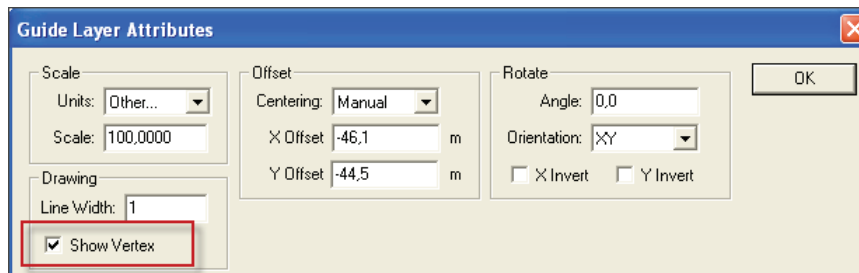 Guide Layer Attributes
Scale
Units: Other...
Scale: 100,0000
Drawing
Line Width: 1
Show Vertex
Offset
Centering: Manual
X Offset -46,1 m
Y Offset -44,5 m
Rotate
Angle: 0,0
Orientation: XY
X Invert Y Invert
OK